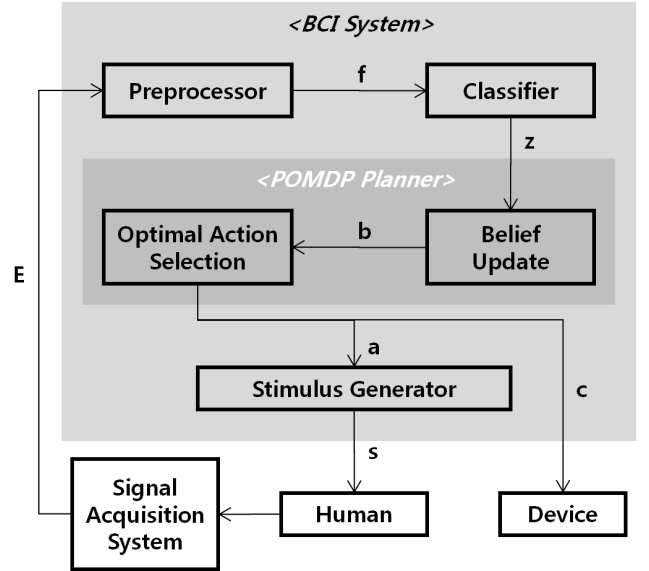 <BCI System>
Preprocessor
f
Classifier
z
<POMDP Planner>
Optimal Action
Selection
b
Belief
Update
E
a
c
Stimulus Generator
s
Signal
Acquisition
System
Human
Device